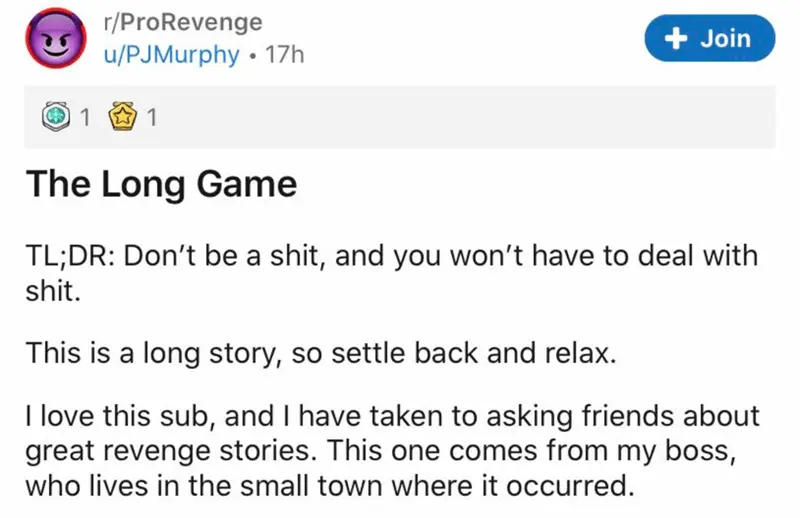 r/ProRevenge
u/PJMurphy • 17h
+ Join
1 1
The Long Game
TL;DR: Don’t be a shit, and you won’t have to deal with
shit.
This is a long story, so settle back and relax.
I love this sub, and I have taken to asking friends about
great revenge stories. This one comes from my boss,
who lives in the small town where it occurred.